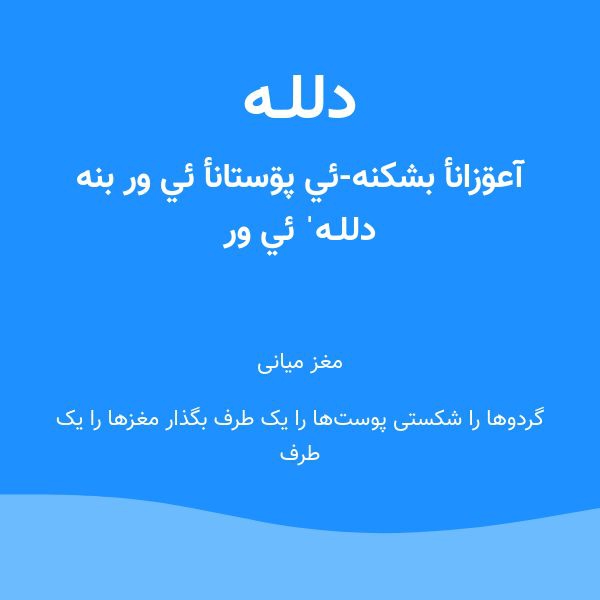 دلله
آعۊزانأ بشکنه-ئي پۊستانأ ئي ور بنه
دللهˈ ئي ور
مغز میانی
گردوها را شکستی پوست‌ها را یک طرف بگذار مغزها را یک
طرف